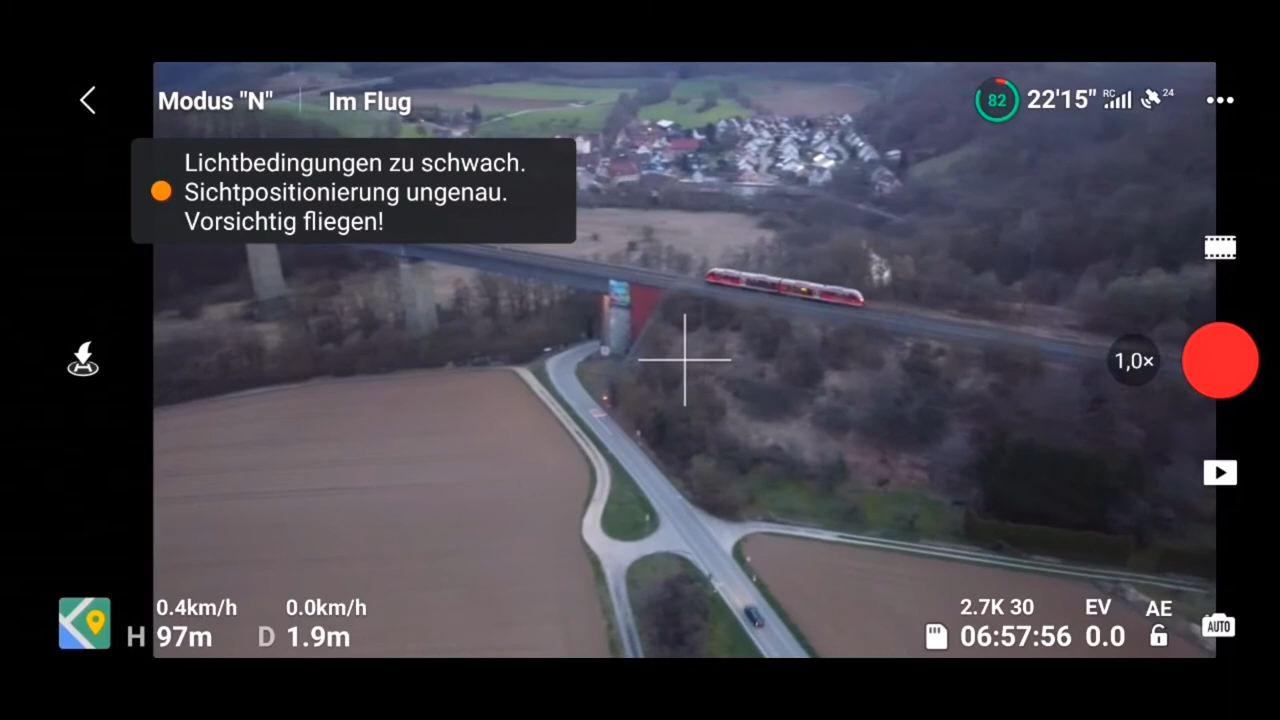 Modus "N"
Im Flug
82
22'15"
RC
24
Lichtbedingungen zu schwach.
Sichtpositionierung ungenau.
Vorsichtig fliegen!
1,0×
0.4km/h
0.0km/h
H 97m
D 1.9m
2.7K 30
EV
AE
06:57:56
0.0
AUTO